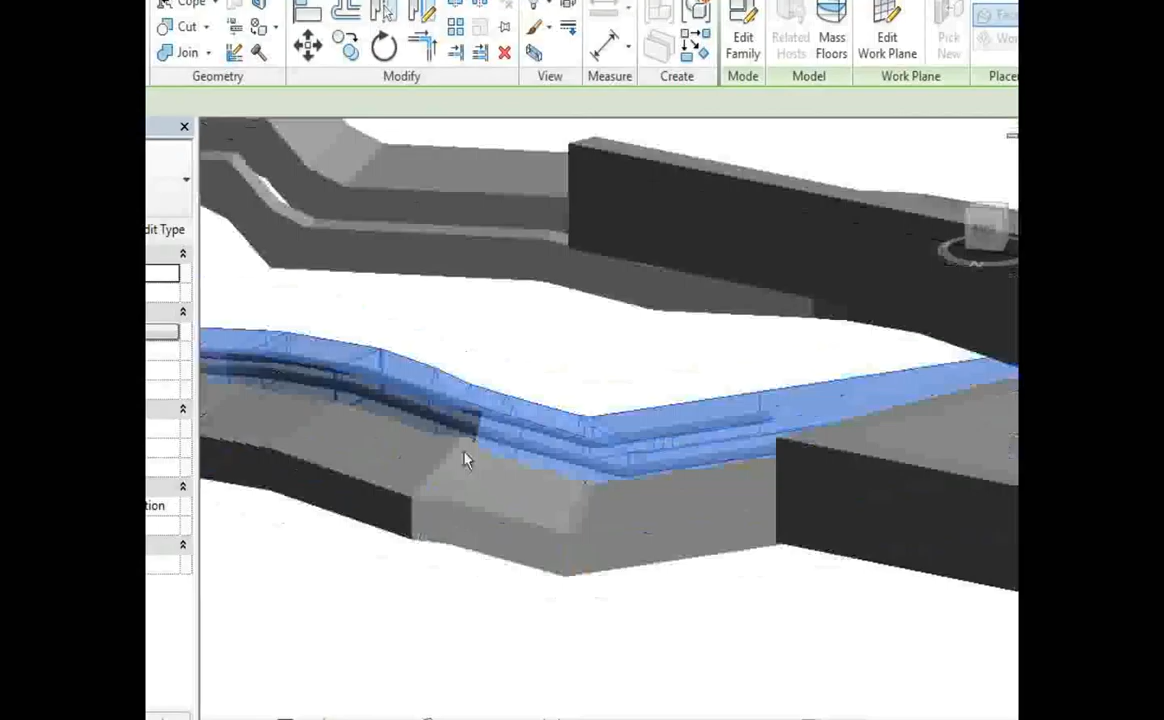 Cope
Cut
Join
Edit Family
Related Hosts
Mass Floors
Edit Work Plane
Pick New
Geometry
Modify
View
Measure
Create
Mode
Model
Work Plane
Place
dit Type
tion